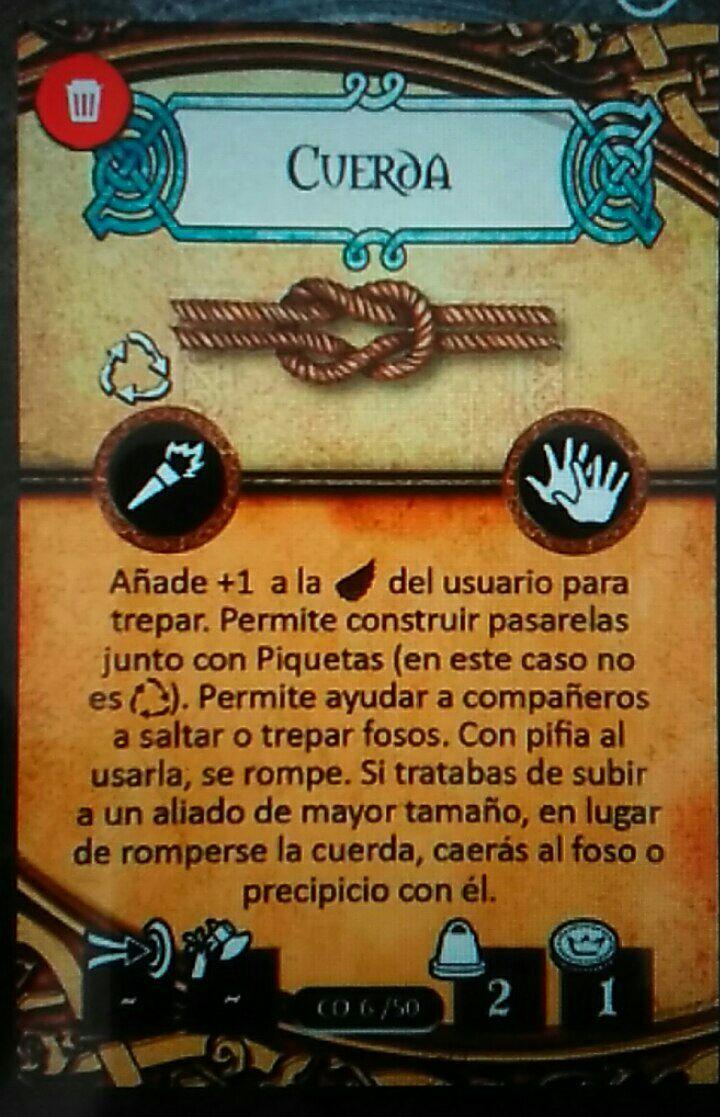 CUERDA
Añade +1 a la del usuario para
trepar. Permite construir pasarelas
junto con Piquetas (en este caso no
es ). Permite ayudar a compañeros
a saltar o trepar fosos. Con pifia al
usarla, se rompe. Si tratabas de subir
a un aliado de mayor tamaño, en lugar
de romperse la cuerda, caerás al foso o
precipicio con él.
~ ~ CO 6 /50 2 1